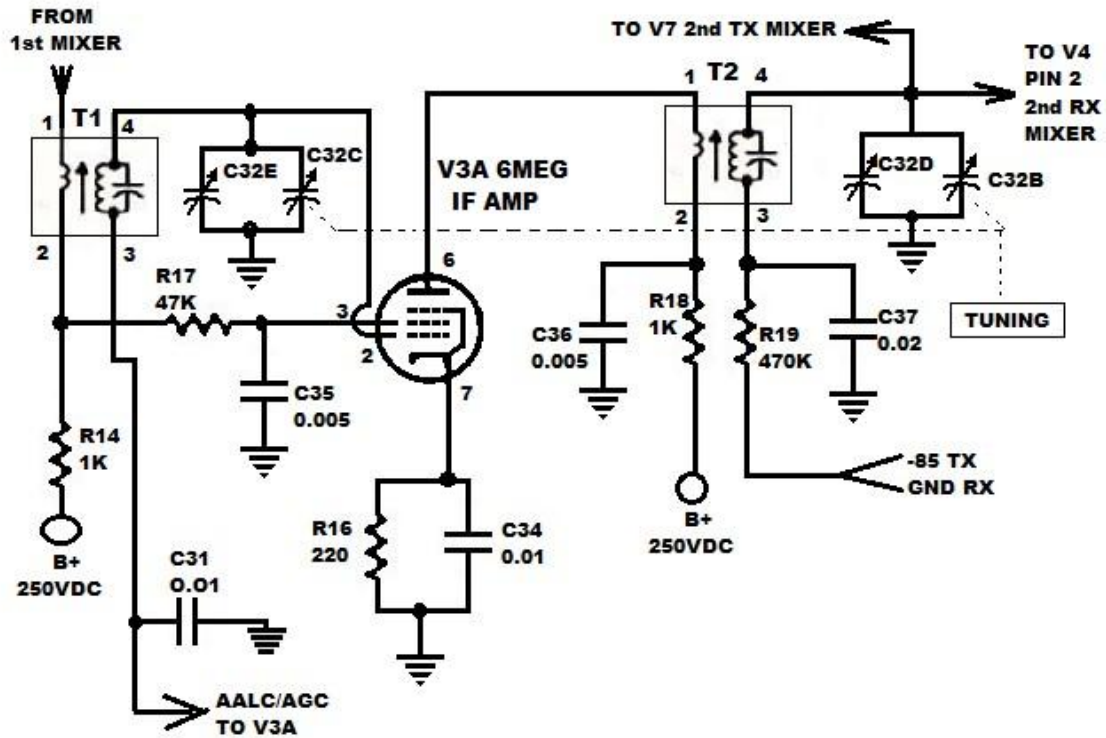 FROM
1st MIXER
1
T1
4
2
3
C32E
C32C
V3A 6MEG
IF AMP
TO V7 2nd TX MIXER
1
T2
4
2
3
TO V4
PIN 2
2nd RX
MIXER
C32D
C32B
R17
47K
6
3
2
7
C35
0.005
R14
1K
B+
250VDC
C31
0.01
AALC/AGC
TO V3A
R16
220
C34
0.01
C36
0.005
R18
1K
R19
470K
C37
0.02
TUNING
B+
250VDC
-85 TX
GND RX